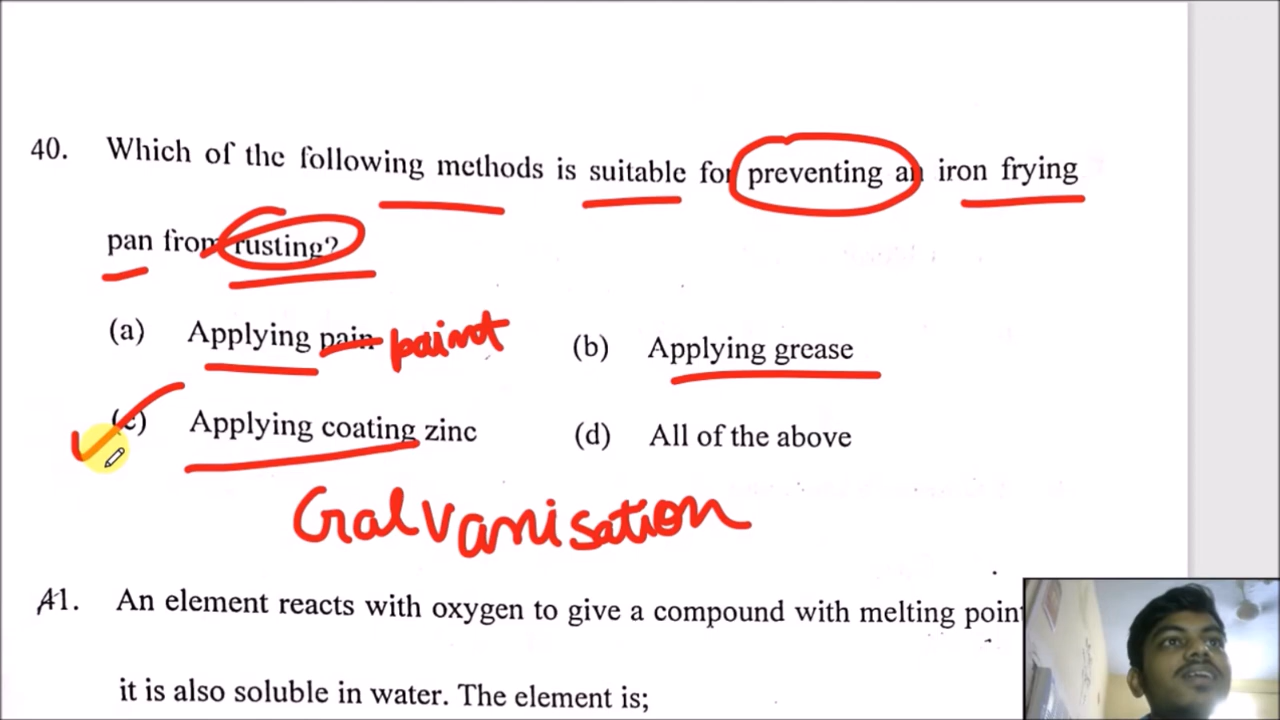 40. Which of the following methods is suitable for preventing an iron frying
pan from rusting?
(a) Applying pain paint (b) Applying grease
(c) Applying coating zinc (d) All of the above
Galvanisation
41. An element reacts with oxygen to give a compound with melting point
it is also soluble in water. The element is;